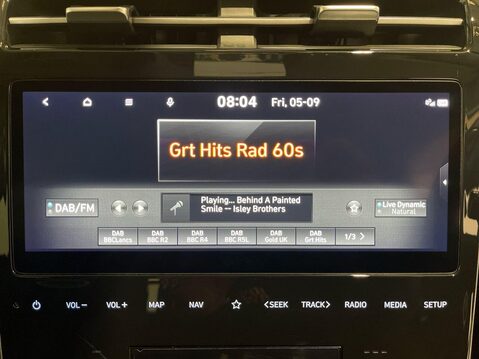 08:04 Fri, 05-09
Grt Hits Rad 60s
DAB/FM
Playing... Behind A Painted
Smile -- Isley Brothers
Live Dynamic
Natural
DAB DAB DAB DAB DAB DAB
BBCLancs BBC R2 BBC R4 BBC R5L Gold UK Grt Hits 1/3 >
VOL− VOL+ MAP NAV <SEEK TRACK> RADIO MEDIA SETUP